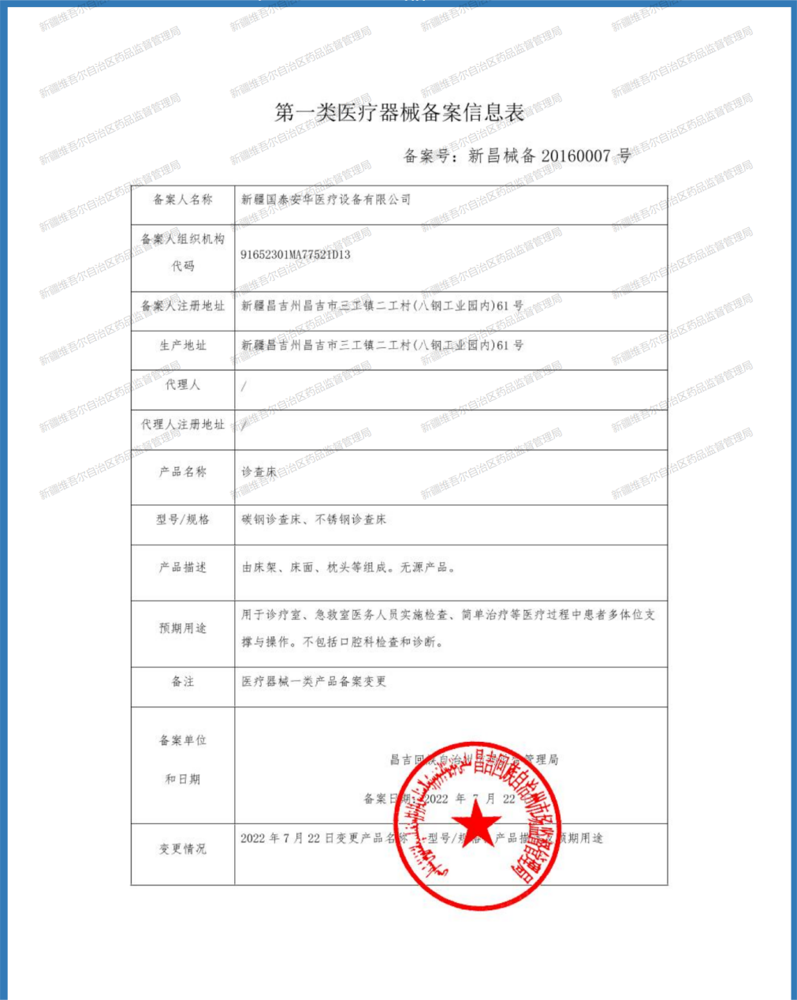 第一类医疗器械备案信息表
备案号：新昌械备 20160007 号
备案人名称
新疆国泰安华医疗设备有限公司
备案人组织机构
代码
91652301MA77521D13
备案人注册地址
新疆昌吉州昌吉市三工镇二工村(八钢工业园内)61 号
生产地址
新疆昌吉州昌吉市三工镇二工村(八钢工业园内)61 号
代理人
/
代理人注册地址
/
产品名称
诊查床
型号/规格
碳钢诊查床、不锈钢诊查床
产品描述
由床架、床面、枕头等组成。无源产品。
预期用途
用于诊疗室、急救室医务人员实施检查、简单治疗等医疗过程中患者多体位支
撑与操作。不包括口腔科检查和诊断。
备注
医疗器械一类产品备案变更
备案单位
和日期
昌吉回族自治州市场监督管理局
备案日期：2022 年 7 月 22
变更情况
2022 年 7 月 22 日变更产品名称、型号/规格、产品描述、预期用途
昌吉回族自治州市场监督管理局
新疆维吾尔自治区药品监督管理局